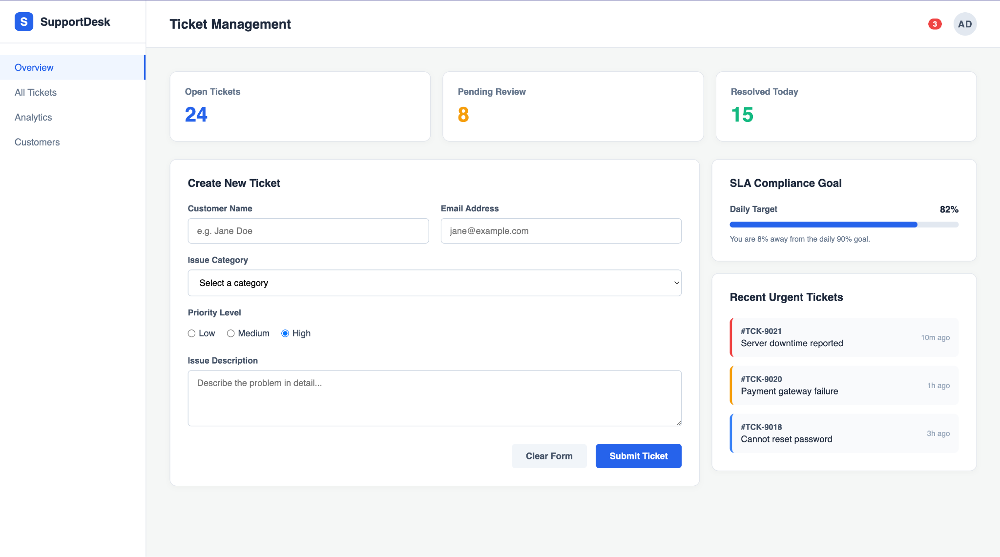 S
SupportDesk
Ticket Management
3
AD
Overview
All Tickets
Analytics
Customers
Open Tickets
24
Pending Review
8
Resolved Today
15
Create New Ticket
Customer Name
e.g. Jane Doe
Email Address
jane@example.com
Issue Category
Select a category
Priority Level
Low
Medium
High
Issue Description
Describe the problem in detail...
Clear Form
Submit Ticket
SLA Compliance Goal
Daily Target
82%
You are 8% away from the daily 90% goal.
Recent Urgent Tickets
#TCK-9021
Server downtime reported
10m ago
#TCK-9020
Payment gateway failure
1h ago
#TCK-9018
Cannot reset password
3h ago